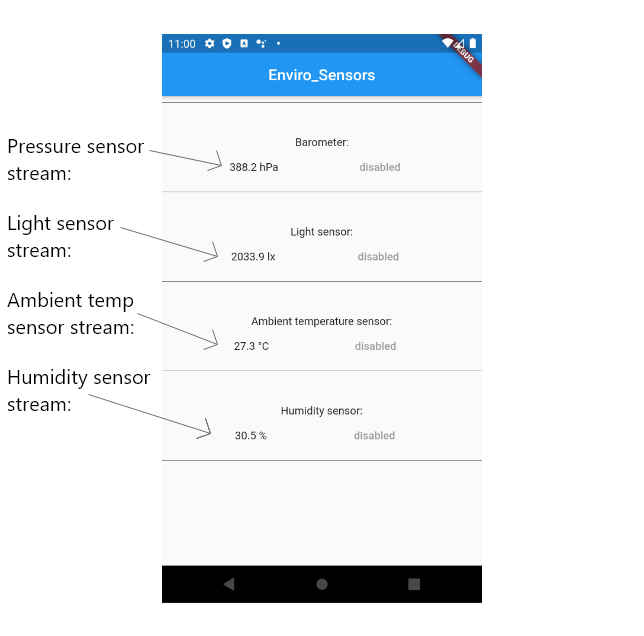 11:00
DEBUG
Enviro_Sensors
Pressure sensor
stream:
Barometer:
388.2 hPa disabled
Light sensor
stream:
Light sensor:
2033.9 lx disabled
Ambient temp
sensor stream:
Ambient temperature sensor:
27.3 °C disabled
Humidity sensor
stream:
Humidity sensor:
30.5 % disabled